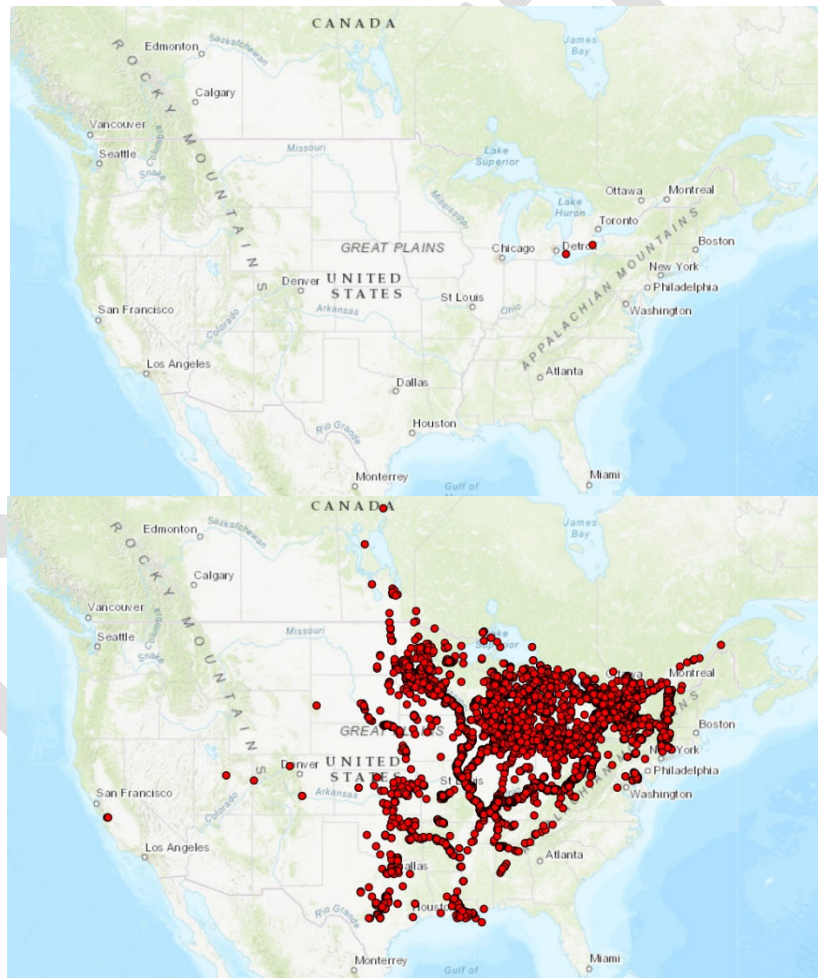 CANADA
Edmonton
Saskatchewan
James
Bay
Calgary
ROCKY MOUNTAINS
Vancouver
Columbia
Seattle
Missouri
Lake
Superior
Snake
Ottawa
Montreal
Mississippi
Lake
Huron
Toronto
GREAT PLAINS
Chicago
Detroit
Boston
APPALACHIAN MOUNTAINS
New York
Denver
UNITED
STATES
Philadelphia
St Louis
Ohio
Washington
San Francisco
Colorado
Arkansas
Los Angeles
Dallas
Atlanta
Houston
Rio Grande
Monterrey
Gulf of
Miami
CANADA
Edmonton
Saskatchewan
James
Bay
Calgary
ROCKY MOUNTAINS
Vancouver
Columbia
Seattle
Missouri
Lake
Snake
Montreal
Boston
Denver
UNITED
Philadelphia
Washington
San Francisco
Colorado
Arkansas
Los Angeles
Atlanta
Rio Grande
Monterrey
Gulf of
Miami